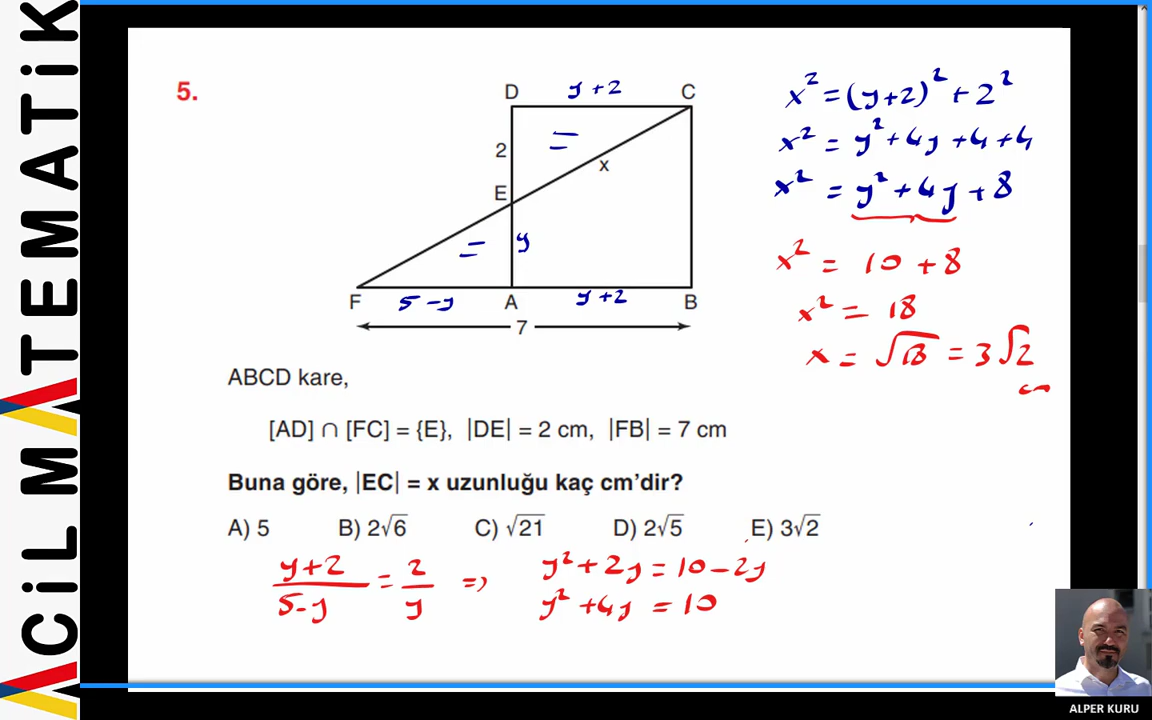 ACiL MATEMATiK
5.
D
y+2
C
2
E
x
y
F
5-y
A
y+2
B
7
x² = (y+2)² + 2²
x² = y² + 4y + 4 + 4
x² = y² + 4y + 8
x² = 10 + 8
x² = 18
x = √18 = 3√2
ABCD kare,
[AD] ∩ [FC] = {E}, |DE| = 2 cm, |FB| = 7 cm
Buna göre, |EC| = x uzunluğu kaç cm'dir?
A) 5 B) 2√6 C) √21 D) 2√5 E) 3√2
y+2/5-y = 2/y ⇒ y² + 2y = 10 - 2y
y² + 4y = 10
ALPER KURU